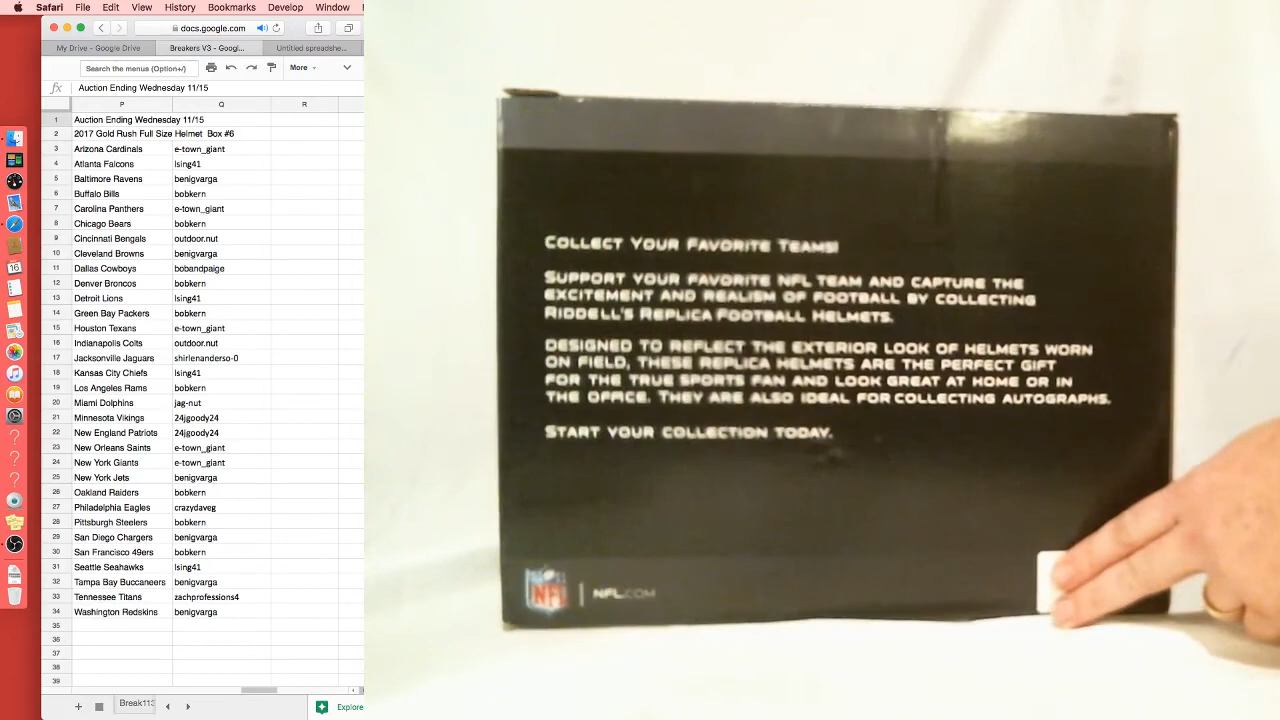 Safari File Edit View History Bookmarks Develop Window
docs.google.com
My Drive - Google Drive Breakers V3 - Googl... Untitled spreadshe...
Search the menus (Option+/) More
fx Auction Ending Wednesday 11/15
P Q R
1 Auction Ending Wednesday 11/15
2 2017 Gold Rush Full Size Helmet Box #6
3 Arizona Cardinals e-town_giant
4 Atlanta Falcons lsing41
5 Baltimore Ravens benigvarga
6 Buffalo Bills bobkern
7 Carolina Panthers e-town_giant
8 Chicago Bears bobkern
9 Cincinnati Bengals outdoor.nut
10 Cleveland Browns benigvarga
11 Dallas Cowboys bobandpaige
12 Denver Broncos bobkern
13 Detroit Lions lsing41
14 Green Bay Packers bobkern
15 Houston Texans e-town_giant
16 Indianapolis Colts outdoor.nut
17 Jacksonville Jaguars shirlenanderso-0
18 Kansas City Chiefs lsing41
19 Los Angeles Rams bobkern
20 Miami Dolphins jag-nut
21 Minnesota Vikings 24jgoody24
22 New England Patriots 24jgoody24
23 New Orleans Saints e-town_giant
24 New York Giants e-town_giant
25 New York Jets benigvarga
26 Oakland Raiders bobkern
27 Philadelphia Eagles crazydaveg
28 Pittsburgh Steelers bobkern
29 San Diego Chargers benigvarga
30 San Francisco 49ers bobkern
31 Seattle Seahawks lsing41
32 Tampa Bay Buccaneers benigvarga
33 Tennessee Titans zachprofessions4
34 Washington Redskins benigvarga
35
36
37
38
39
Break113
Explore
16
COLLECT YOUR FAVORITE TEAMS!
SUPPORT YOUR FAVORITE NFL TEAM AND CAPTURE THE
EXCITEMENT AND REALISM OF FOOTBALL BY COLLECTING
RIDDELL'S REPLICA FOOTBALL HELMETS.
DESIGNED TO REFLECT THE EXTERIOR LOOK OF HELMETS WORN
ON FIELD, THESE REPLICA HELMETS ARE THE PERFECT GIFT
FOR THE TRUE SPORTS FAN AND LOOK GREAT AT HOME OR IN
THE OFFICE. THEY ARE ALSO IDEAL FOR COLLECTING AUTOGRAPHS.
START YOUR COLLECTION TODAY.
NFL NFL.COM